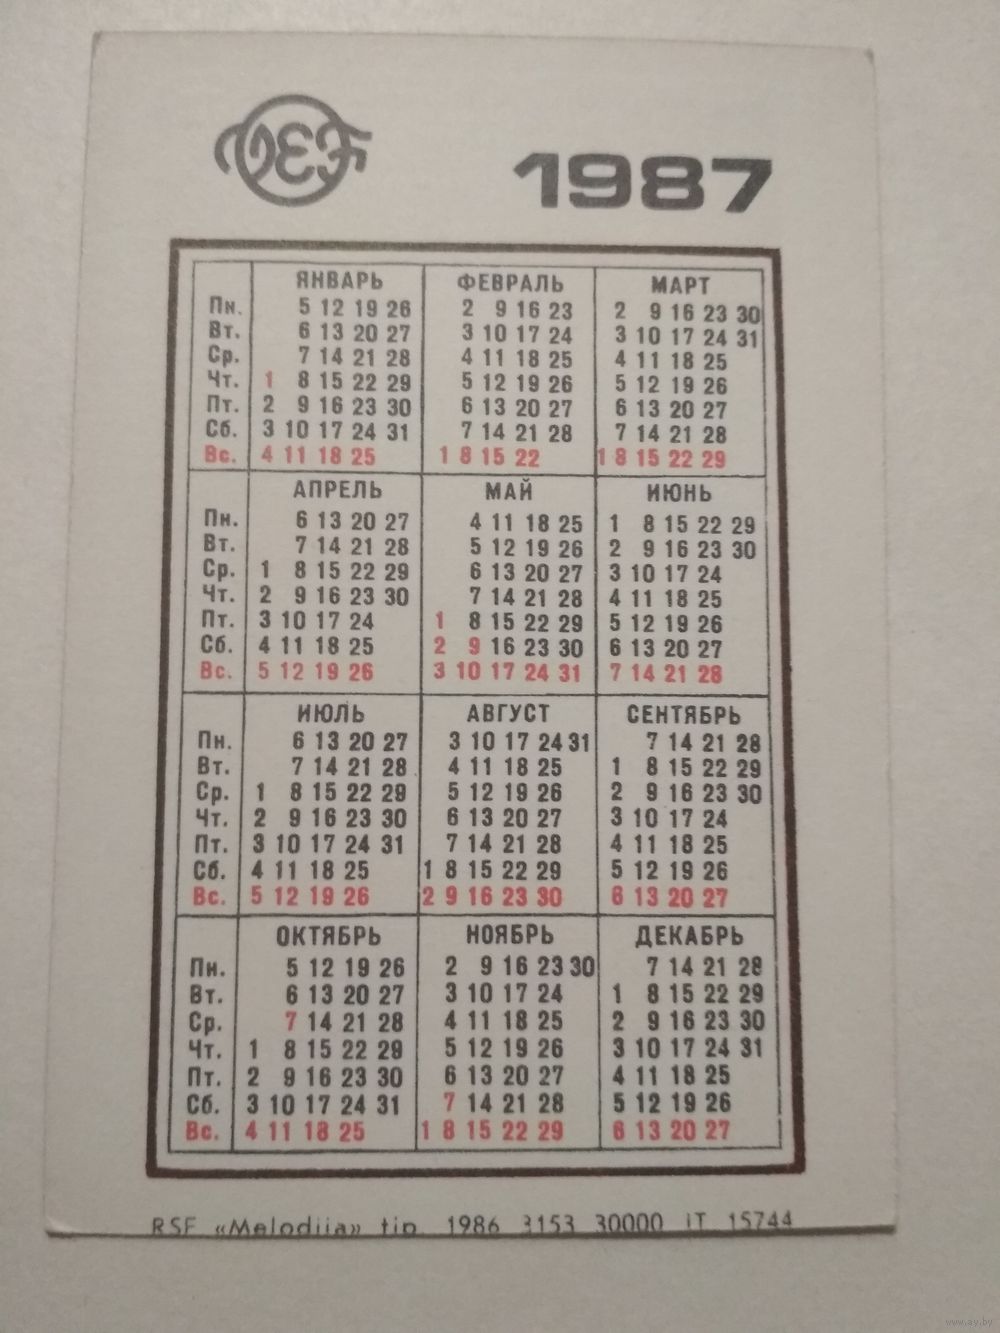 VEF 1987
ЯНВАРЬ ФЕВРАЛЬ МАРТ
Пн. 5 12 19 26 2 9 16 23 2 9 16 23 30
Вт. 6 13 20 27 3 10 17 24 3 10 17 24 31
Ср. 7 14 21 28 4 11 18 25 4 11 18 25
Чт. 1 8 15 22 29 5 12 19 26 5 12 19 26
Пт. 2 9 16 23 30 6 13 20 27 6 13 20 27
Сб. 3 10 17 24 31 7 14 21 28 7 14 21 28
Вс. 4 11 18 25 1 8 15 22 1 8 15 22 29
АПРЕЛЬ МАЙ ИЮНЬ
Пн. 6 13 20 27 4 11 18 25 1 8 15 22 29
Вт. 7 14 21 28 5 12 19 26 2 9 16 23 30
Ср. 1 8 15 22 29 6 13 20 27 3 10 17 24
Чт. 2 9 16 23 30 7 14 21 28 4 11 18 25
Пт. 3 10 17 24 1 8 15 22 29 5 12 19 26
Сб. 4 11 18 25 2 9 16 23 30 6 13 20 27
Вс. 5 12 19 26 3 10 17 24 31 7 14 21 28
ИЮЛЬ АВГУСТ СЕНТЯБРЬ
Пн. 6 13 20 27 3 10 17 24 31 7 14 21 28
Вт. 7 14 21 28 4 11 18 25 1 8 15 22 29
Ср. 1 8 15 22 29 5 12 19 26 2 9 16 23 30
Чт. 2 9 16 23 30 6 13 20 27 3 10 17 24
Пт. 3 10 17 24 31 7 14 21 28 4 11 18 25
Сб. 4 11 18 25 1 8 15 22 29 5 12 19 26
Вс. 5 12 19 26 2 9 16 23 30 6 13 20 27
ОКТЯБРЬ НОЯБРЬ ДЕКАБРЬ
Пн. 5 12 19 26 2 9 16 23 30 7 14 21 28
Вт. 6 13 20 27 3 10 17 24 1 8 15 22 29
Ср. 7 14 21 28 4 11 18 25 2 9 16 23 30
Чт. 1 8 15 22 29 5 12 19 26 3 10 17 24 31
Пт. 2 9 16 23 30 6 13 20 27 4 11 18 25
Сб. 3 10 17 24 31 7 14 21 28 5 12 19 26
Вс. 4 11 18 25 1 8 15 22 29 6 13 20 27
RSF «Melodija» tip. 1986 3153 30000 IT 15744
www.ay.by